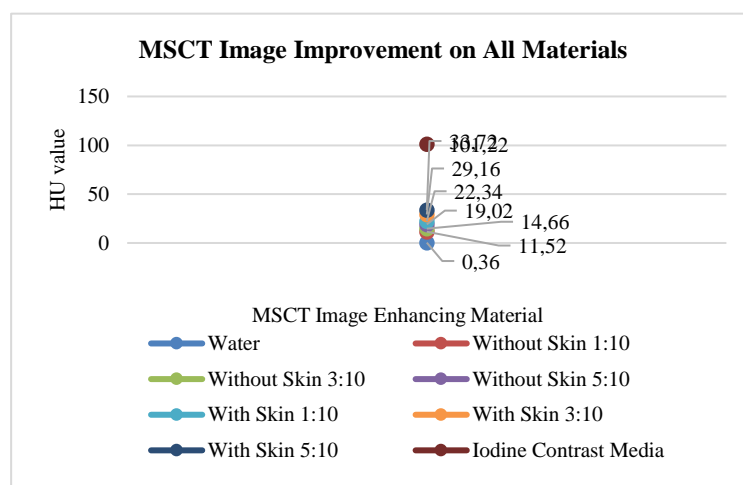 MSCT Image Improvement on All Materials
150
100
50
0
HU value
33,72
101,22
29,16
22,34
19,02
14,66
11,52
0,36
MSCT Image Enhancing Material
Water
Without Skin 1:10
Without Skin 3:10
Without Skin 5:10
With Skin 1:10
With Skin 3:10
With Skin 5:10
Iodine Contrast Media